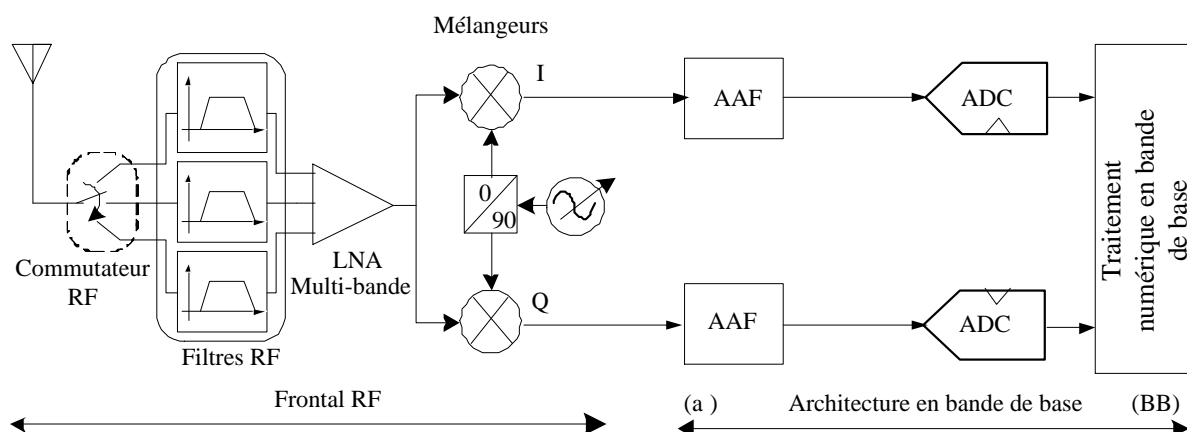 Mélangeurs
I
AAF
ADC
0
90
Commutateur
RF
LNA
Multi-bande
Filtres RF
Q
AAF
ADC
Traitement
numérique en bande
de base
Frontal RF
(a )
Architecture en bande de base
(BB)